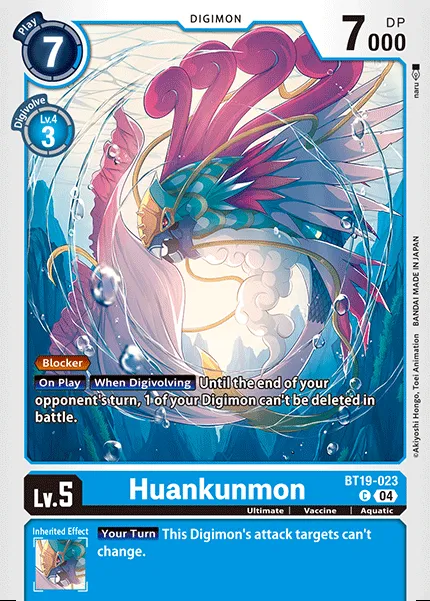 DIGIMON
Play
7
7000
DP
Digivolve
Lv.4
3
naru
©Akiyoshi Hongo, Toei Animation BANDAI MADE IN JAPAN
Blocker
On Play When Digivolving Until the end of your
opponent's turn, 1 of your Digimon can't be deleted in
battle.
Lv.5
Huankunmon
BT19-023
C 04
Ultimate | Vaccine | Aquatic
Inherited Effect
Your Turn This Digimon's attack targets can't
change.